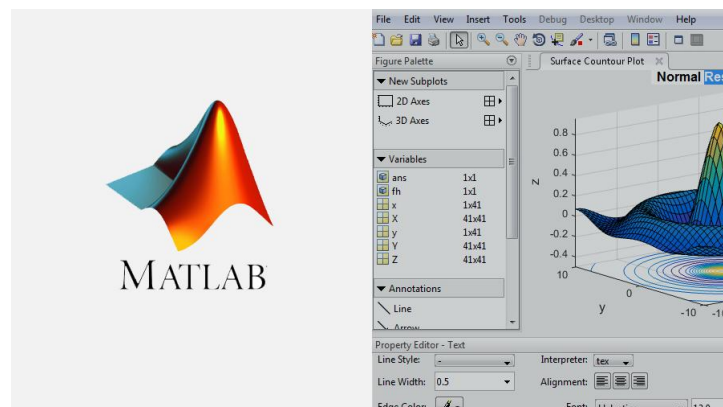 MATLAB
File Edit View Insert Tools Debug Desktop Window Help
Figure Palette
Surface Countour Plot
New Subplots
2D Axes
3D Axes
Variables
ans 1x1
fh 1x1
x 1x41
X 41x41
y 1x41
Y 41x41
Z 41x41
Annotations
Line
Arrow
Normal Res
0.8
0.6
0.4
0.2
0
-0.2
-0.4
z
10
0
-10
y
Property Editor - Text
Line Style: - Interpreter: tex
Line Width: 0.5 Alignment:
Edge Color: Font: